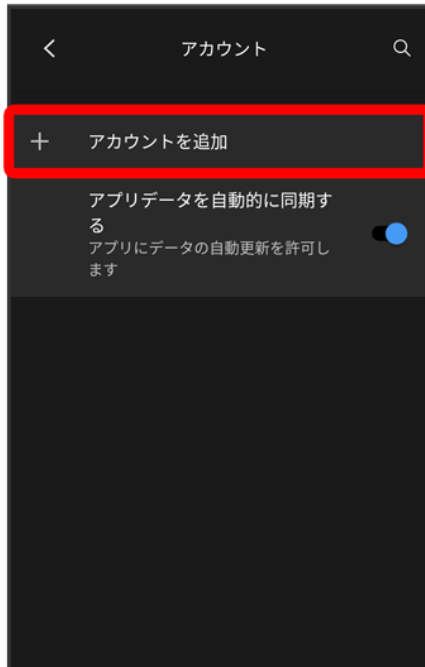 アカウント
アカウントを追加
アプリデータを自動的に同期す
る
アプリにデータの自動更新を許可し
ます